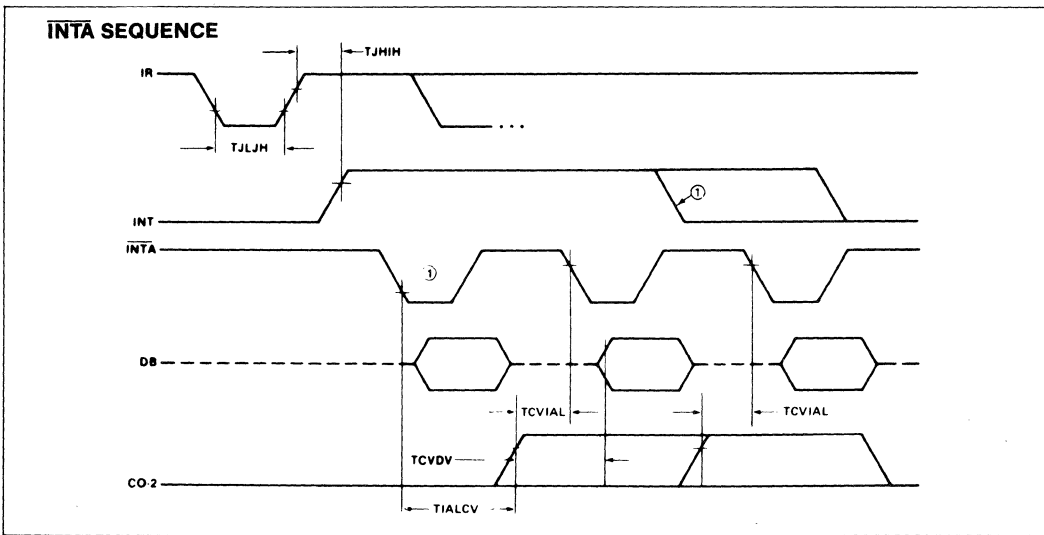 INTA SEQUENCE
TJHIH
IR
TJLJH
...
INT
①
INTA
①
DB
TCVIAL
TCVIAL
TCVDV
CO-2
TIALCV